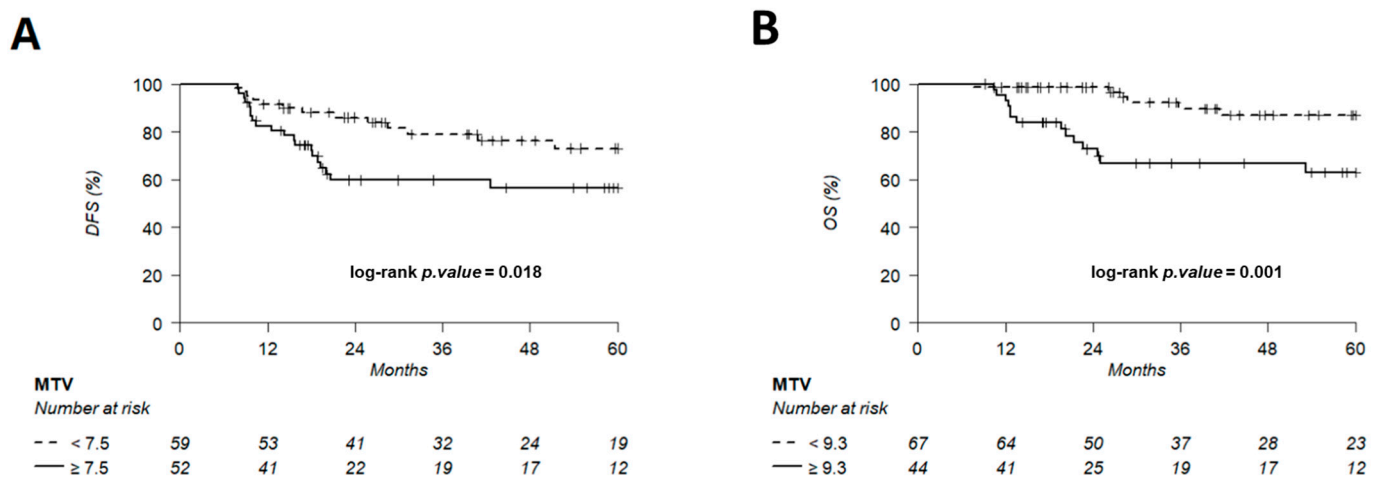 A
100
80
60
40
20
0
DFS (%)
log-rank p.value = 0.018
0 12 24 36 48 60
Months
MTV
Number at risk
< 7.5 59 53 41 32 24 19
≥ 7.5 52 41 22 19 17 12
B
100
80
60
40
20
0
OS (%)
log-rank p.value = 0.001
0 12 24 36 48 60
Months
MTV
Number at risk
< 9.3 67 64 50 37 28 23
≥ 9.3 44 41 25 19 17 12